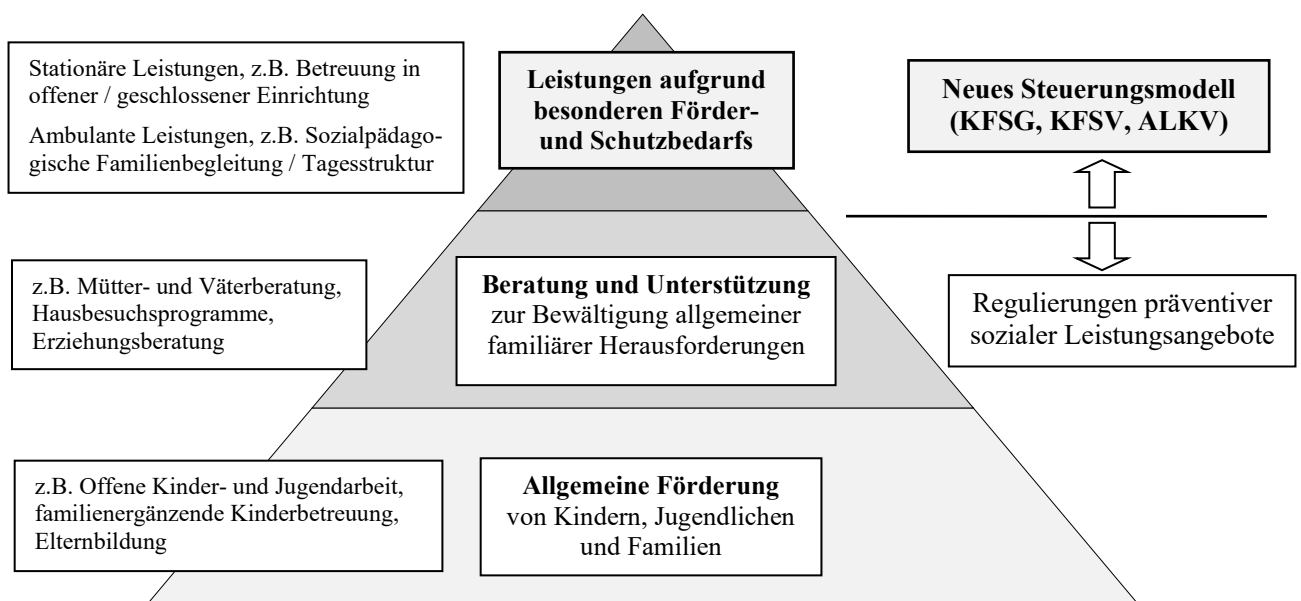 Stationäre Leistungen, z.B. Betreuung in
offener / geschlossener Einrichtung
Ambulante Leistungen, z.B. Sozialpädago-
gische Familienbegleitung / Tagesstruktur
Leistungen aufgrund
besonderen Förder-
und Schutzbedarfs
Neues Steuerungsmodell
(KFSG, KFSV, ALKV)
z.B. Mütter- und Väterberatung,
Hausbesuchsprogramme,
Erziehungsberatung
Beratung und Unterstützung
zur Bewältigung allgemeiner
familiärer Herausforderungen
Regulierungen präventiver
sozialer Leistungsangebote
z.B. Offene Kinder- und Jugendarbeit,
familienergänzende Kinderbetreuung,
Elternbildung
Allgemeine Förderung
von Kindern, Jugendlichen
und Familien